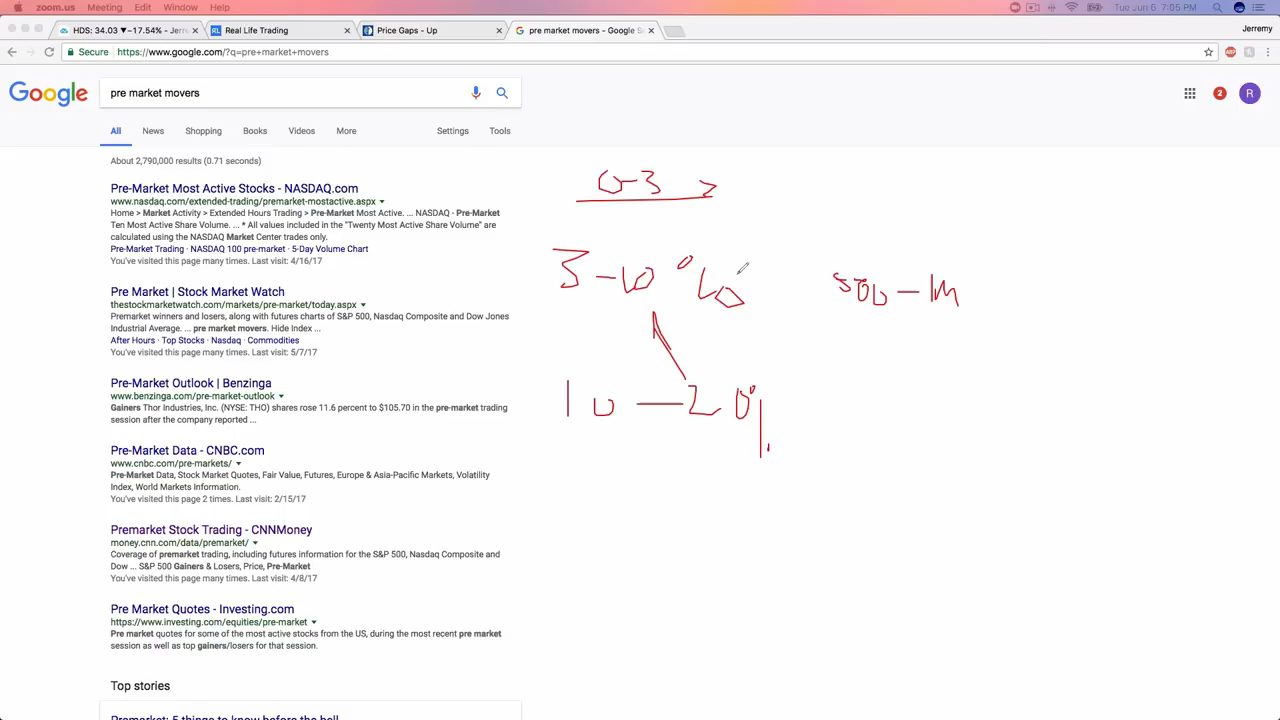 zoom.us Meeting Edit Window Help Tue Jun 6 7:05 PM
HDS: 34.03 ▼-17.54% - Jerre
Real Life Trading
Price Gaps - Up
pre market movers - Google Se
Jerremy
Secure https://www.google.com/?q=pre+market+movers
Google
pre market movers
2
R
All News Shopping Books Videos More Settings Tools
About 2,790,000 results (0.71 seconds)
Pre-Market Most Active Stocks - NASDAQ.com
www.nasdaq.com/extended-trading/premarket-mostactive.aspx
Home > Market Activity > Extended Hours Trading > Pre-Market Most Active. ... NASDAQ - Pre-Market
Ten Most Active Share Volume. ... * All values included in the "Twenty Most Active Share Volume" are
calculated using the NASDAQ Market Center trades only.
Pre-Market Trading · NASDAQ 100 pre-market · 5-Day Volume Chart
You've visited this page many times. Last visit: 4/16/17
Pre Market | Stock Market Watch
thestockmarketwatch.com/markets/pre-market/today.aspx
Premarket winners and losers, along with futures charts of S&P 500, Nasdaq Composite and Dow Jones
Industrial Average. ... pre market movers. Hide Index ...
After Hours · Top Stocks · Nasdaq · Commodities
You've visited this page many times. Last visit: 5/7/17
Pre-Market Outlook | Benzinga
www.benzinga.com/pre-market-outlook
Gainers Thor Industries, Inc. (NYSE: THO) shares rose 11.6 percent to $105.70 in the pre-market trading
session after the company reported ...
Pre-Market Data - CNBC.com
www.cnbc.com/pre-markets/
Pre-Market Data, Stock Market Quotes, Fair Value, Futures, Europe & Asia-Pacific Markets, Volatility
Index, World Markets Information.
You've visited this page 2 times. Last visit: 2/15/17
Premarket Stock Trading - CNNMoney
money.cnn.com/data/premarket/
Coverage of premarket trading, including futures information for the S&P 500, Nasdaq Composite and
Dow ... S&P 500 Gainers & Losers, Price, Pre-Market
You've visited this page many times. Last visit: 4/8/17
Pre Market Quotes - Investing.com
https://www.investing.com/equities/pre-market
Pre market quotes for some of the most active stocks from the US, during the most recent pre market
session as well as top gainers/losers for that session.
Top stories
Premarket: 5 things to know before the bell
0-3
3-10 %
500 - 1M
10 - 20%